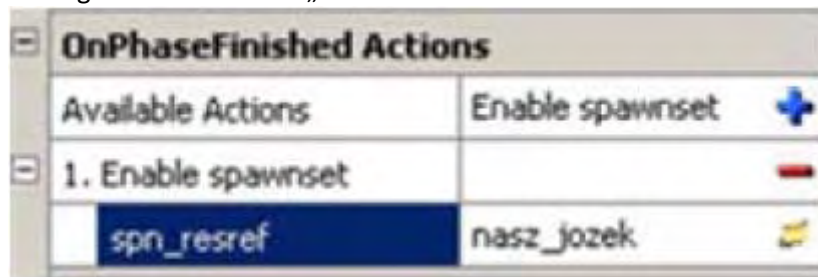 OnPhaseFinished Actions
Available Actions Enable spawnset
1. Enable spawnset
spn_resref nasz_jozek